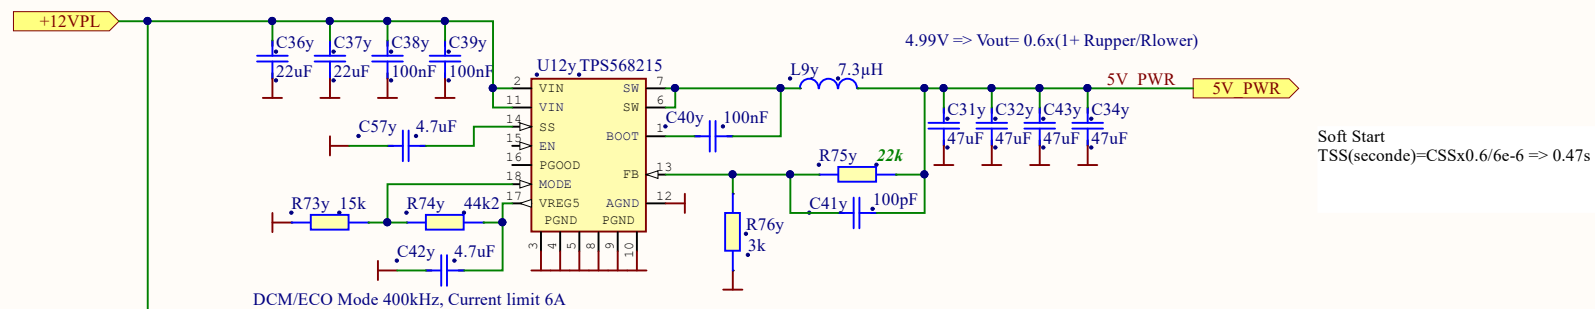 +12VPL
4.99V => Vout= 0.6x(1+ Rupper/Rlower)
C36y
22uF
C37y
22uF
C38y
100nF
C39y
100nF
U12y TPS568215
2 VIN
11 VIN
14 SS
15 EN
16 PGOOD
18 MODE
17 VREG5
SW 7
SW 6
BOOT 1
FB 13
AGND 12
PGND PGND
3 4 5 8 9 10
L9y 7.3µH
5V_PWR
5V_PWR
C40y 100nF
C31y
47uF
C32y
47uF
C43y
47uF
C34y
47uF
C57y 4.7uF
R75y 22k
C41y 100pF
R76y
3k
R73y 15k
R74y 44k2
C42y 4.7uF
Soft Start
TSS(seconde)=CSSx0.6/6e-6 => 0.47s
DCM/ECO Mode 400kHz, Current limit 6A